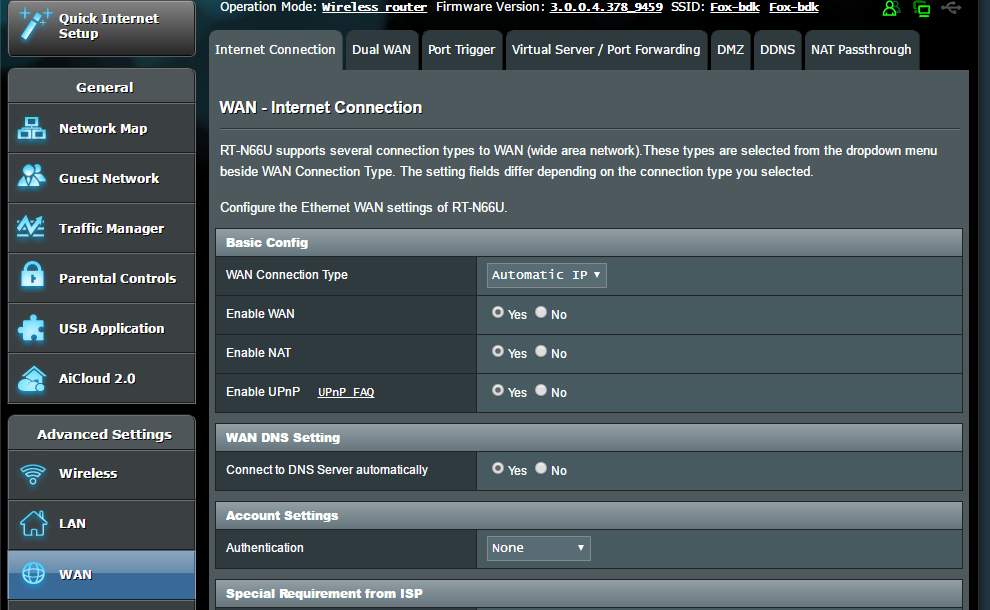 Quick Internet
Setup
General
Network Map
Guest Network
Traffic Manager
Parental Controls
USB Application
AiCloud 2.0
Advanced Settings
Wireless
LAN
WAN
Operation Mode: Wireless router Firmware Version: 3.0.0.4.378_9459 SSID: Fox-bdk Fox-bdk
Internet Connection Dual WAN Port Trigger Virtual Server / Port Forwarding DMZ DDNS NAT Passthrough
WAN - Internet Connection
RT-N66U supports several connection types to WAN (wide area network).These types are selected from the dropdown menu
beside WAN Connection Type. The setting fields differ depending on the connection type you selected.
Configure the Ethernet WAN settings of RT-N66U.
Basic Config
WAN Connection Type Automatic IP
Enable WAN Yes No
Enable NAT Yes No
Enable UPnP UPnP FAQ Yes No
WAN DNS Setting
Connect to DNS Server automatically Yes No
Account Settings
Authentication None
Special Requirement from ISP